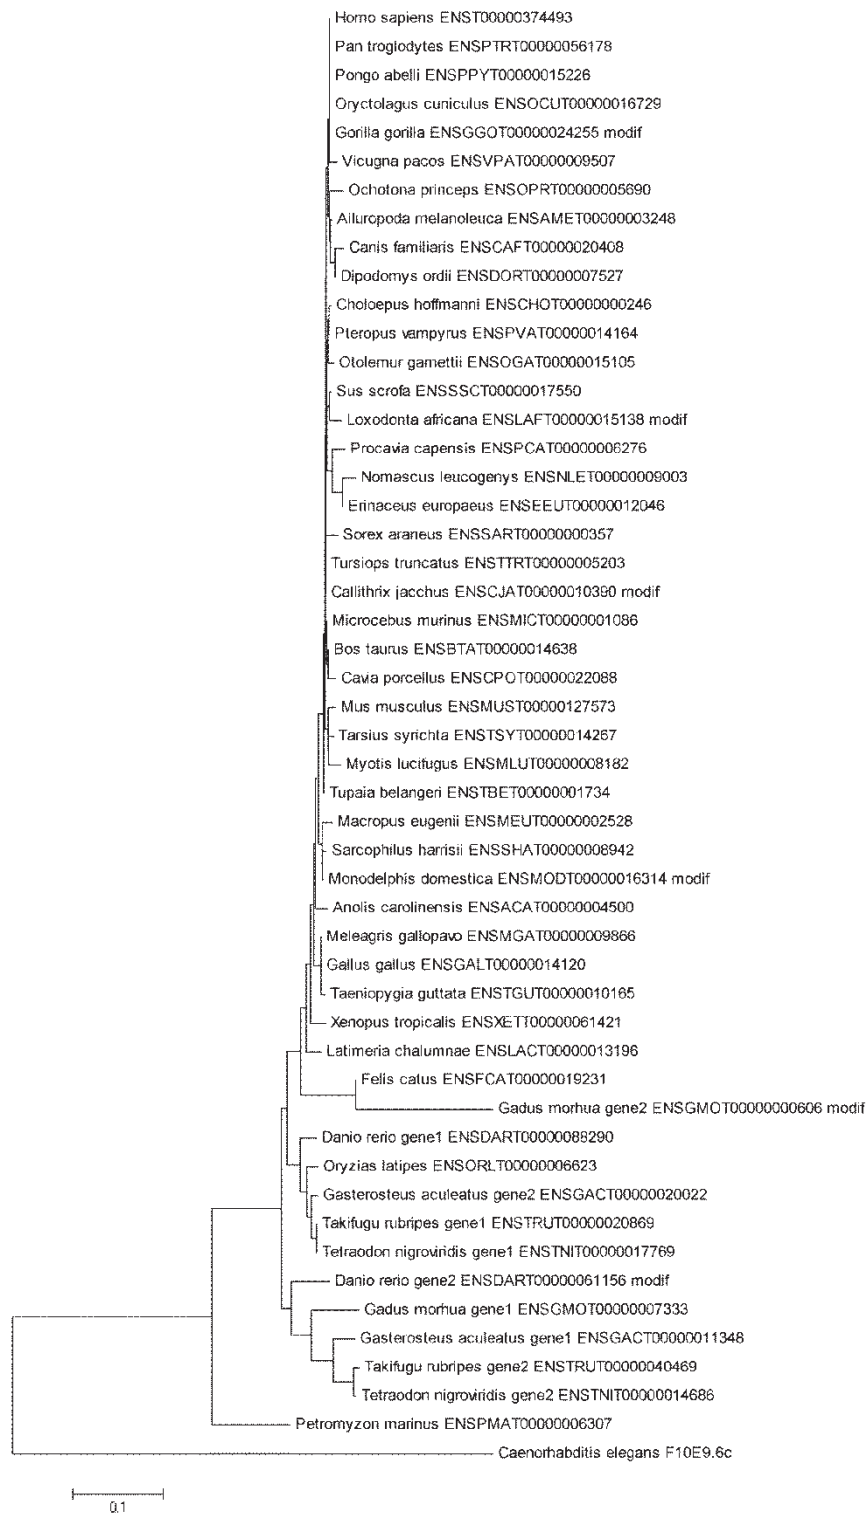 Homo sapiens ENST00000374493
Pan troglodytes ENSPTRT00000056178
Pongo abelii ENSPPYT00000015226
Oryctolagus cuniculus ENSOCUT00000016729
Gorilla gorilla ENSGGOT00000024255 modif
Vicugna pacos ENSVPAT00000009507
Ochotona princeps ENSOPRT00000005690
Ailuropoda melanoleuca ENSAMET00000003248
Canis familiaris ENSCAFT00000020408
Dipodomys ordii ENSDORT00000007527
Choloepus hoffmanni ENSCHOT00000000246
Pteropus vampyrus ENSPVAT00000014164
Otolemur garnettii ENSOGAT00000015105
Sus scrofa ENSSSCT00000017550
Loxodonta africana ENSLAFT00000015138 modif
Procavia capensis ENSPCAT00000006276
Nomascus leucogenys ENSNLET00000009003
Erinaceus europaeus ENSEEUT00000012046
Sorex araneus ENSSART00000000357
Tursiops truncatus ENSTTRT00000005203
Callithrix jacchus ENSCJAT00000010390 modif
Microcebus murinus ENSMICT00000001086
Bos taurus ENSBTAT00000014638
Cavia porcellus ENSCPOT00000022088
Mus musculus ENSMUST00000127573
Tarsius syrichta ENSTSYT00000014267
Myotis lucifugus ENSMLUT00000008182
Tupaia belangeri ENSTBET00000001734
Macropus eugenii ENSMEUT00000002528
Sarcophilus harrisii ENSSHAT00000008942
Monodelphis domestica ENSMODT00000016314 modif
Anolis carolinensis ENSACAT00000004500
Meleagris gallopavo ENSMGAT00000009866
Gallus gallus ENSGALT00000014120
Taeniopygia guttata ENSTGUT00000010165
Xenopus tropicalis ENSXETT00000061421
Latimeria chalumnae ENSLACT00000013196
Felis catus ENSFCAT00000019231
Gadus morhua gene2 ENSGMOT00000000606 modif
Danio rerio gene1 ENSDART00000088290
Oryzias latipes ENSORLT00000006623
Gasterosteus aculeatus gene2 ENSGACT00000020022
Takifugu rubripes gene1 ENSTRUT00000020869
Tetraodon nigroviridis gene1 ENSTNIT00000017769
Danio rerio gene2 ENSDART00000061156 modif
Gadus morhua gene1 ENSGMOT00000007333
Gasterosteus aculeatus gene1 ENSGACT00000011348
Takifugu rubripes gene2 ENSTRUT00000040469
Tetraodon nigroviridis gene2 ENSTNIT00000014686
Petromyzon marinus ENSPMAT00000006307
Caenorhabditis elegans F10E9.6c
0.1